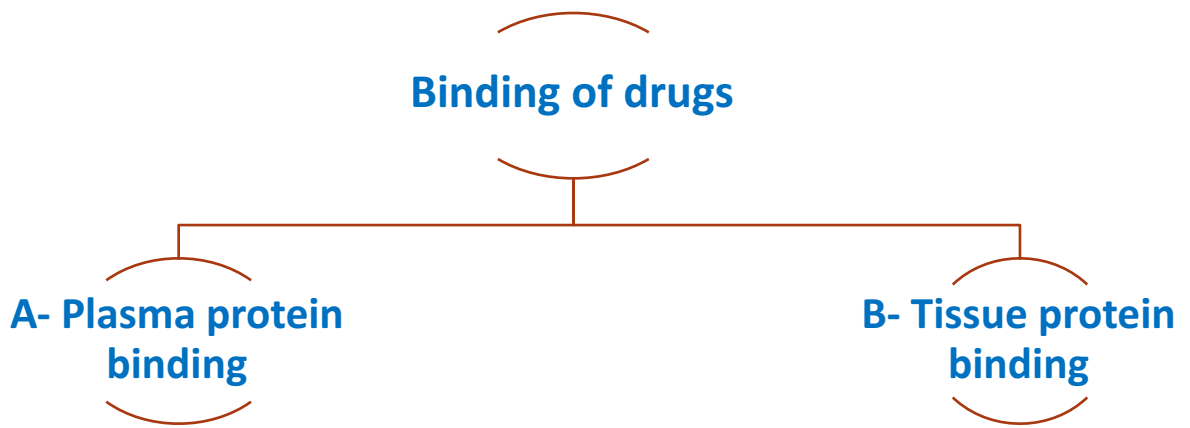 Binding of drugs
A- Plasma protein
binding
B- Tissue protein
binding